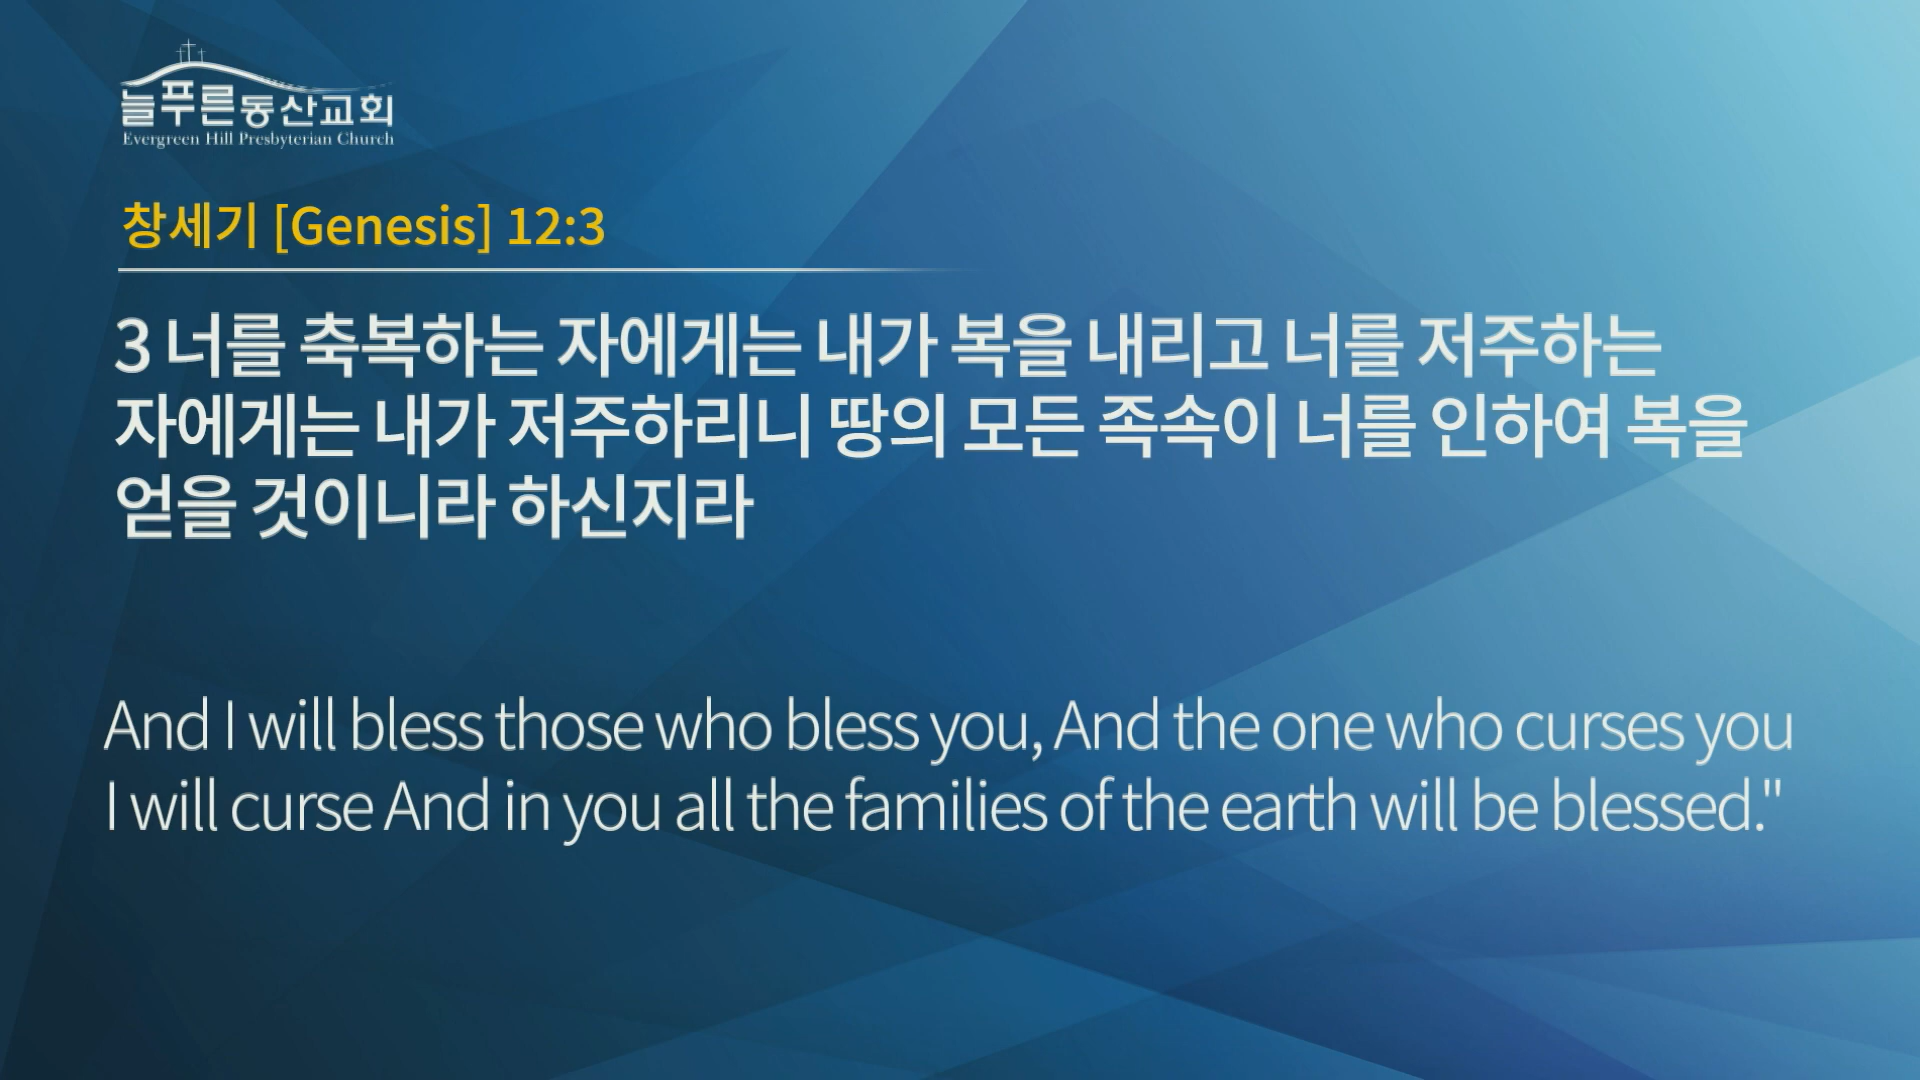 늘푸른동산교회
Evergreen Hill Presbyterian Church
창세기 [Genesis] 12:3
3 너를 축복하는 자에게는 내가 복을 내리고 너를 저주하는
자에게는 내가 저주하리니 땅의 모든 족속이 너를 인하여 복을
얻을 것이니라 하신지라
And I will bless those who bless you, And the one who curses you
I will curse And in you all the families of the earth will be blessed."